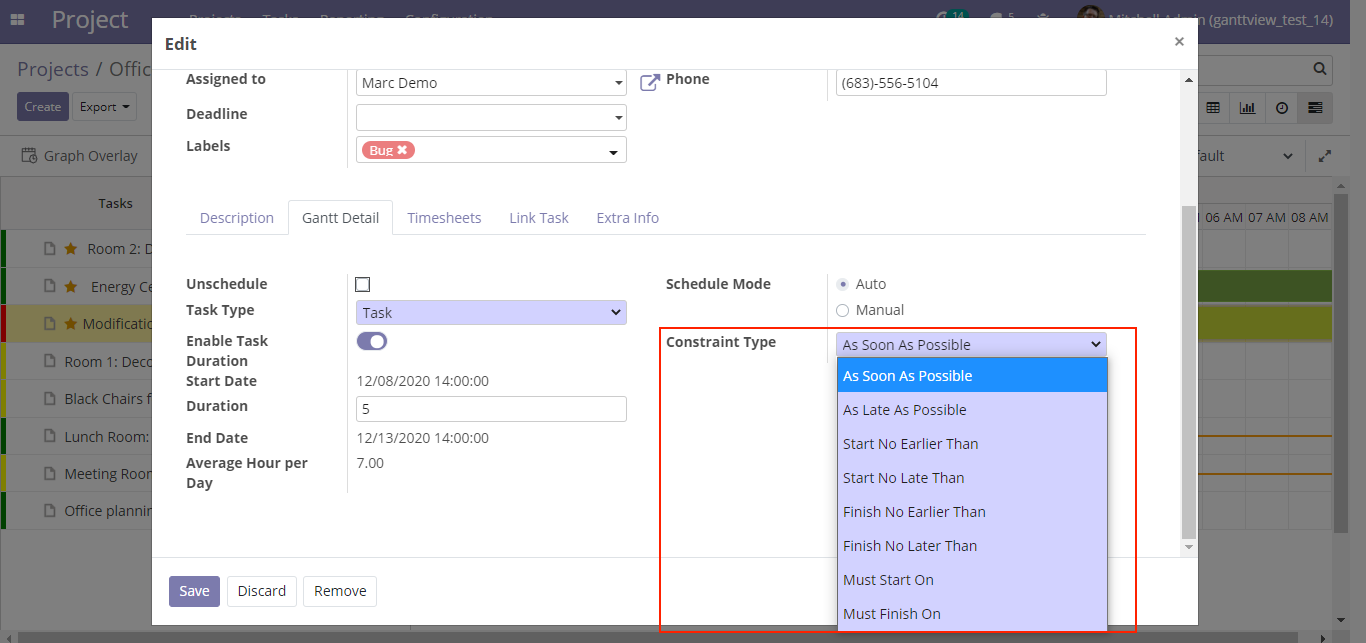 Project
Projects Tasks Reporting Configuration
14
5
Mitchell Admin (ganttview_test_14)
Projects / Offic
Create
Export
Graph Overlay
fault
Tasks
06 AM 07 AM 08 AM
Room 2: D
Energy Ce
Modificatio
Room 1: Deco
Black Chairs f
Lunch Room:
Meeting Room
Office plannin
Edit
×
Assigned to
Marc Demo
Phone
(683)-556-5104
Deadline
Labels
Bug ✖
Description
Gantt Detail
Timesheets
Link Task
Extra Info
Unschedule
Task Type
Task
Enable Task
Duration
Start Date
12/08/2020 14:00:00
Duration
5
End Date
12/13/2020 14:00:00
Average Hour per
Day
7.00
Schedule Mode
Auto
Manual
Constraint Type
As Soon As Possible
As Soon As Possible
As Late As Possible
Start No Earlier Than
Start No Late Than
Finish No Earlier Than
Finish No Later Than
Must Start On
Must Finish On
Save
Discard
Remove